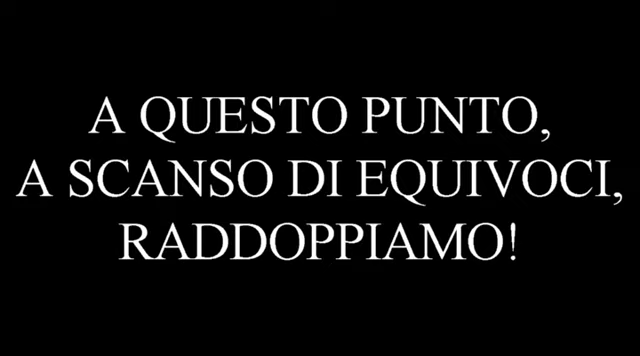 A QUESTO PUNTO,
A SCANSO DI EQUIVOCI,
RADDOPPIAMO!